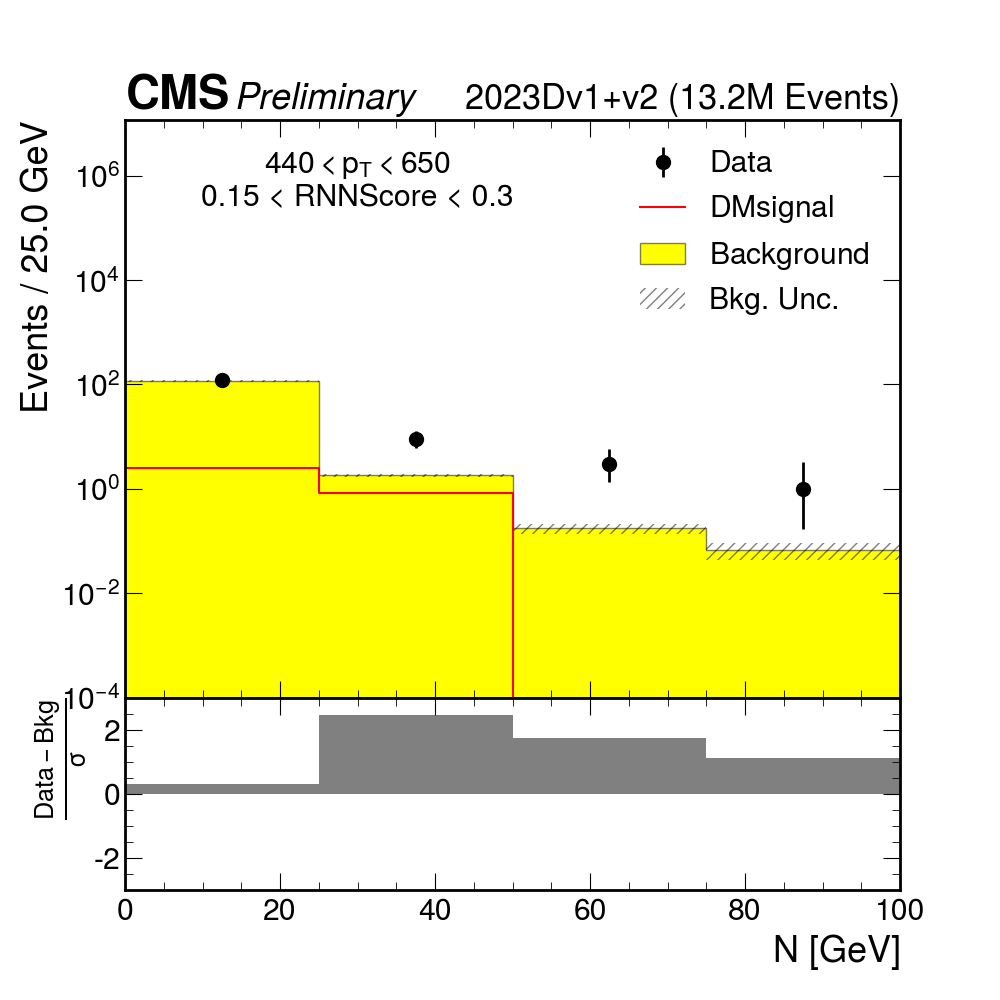 CMS Preliminary 2023Dv1+v2 (13.2M Events)
Events / 25.0 GeV
440 < p_T < 650
0.15 < RNNScore < 0.3
Data
DMsignal
Background
Bkg. Unc.
10^6
10^4
10^2
10^0
10^−2
10^−4
Data − Bkg
σ
2
0
-2
0 20 40 60 80 100
N [GeV]